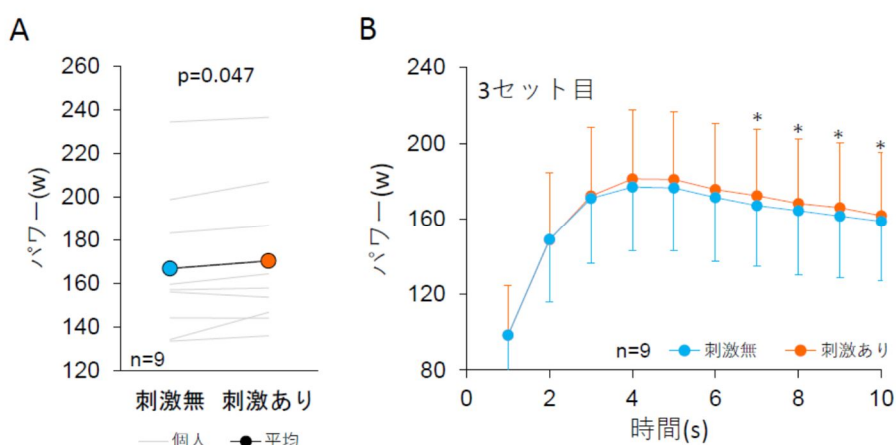 A
パワー(w)
260
240
220
200
180
160
140
120
p=0.047
n=9
刺激無 刺激あり
個人 平均
B
パワー(w)
240
200
160
120
80
3セット目
* * * *
n=9 刺激無 刺激あり
0 2 4 6 8 10
時間(s)